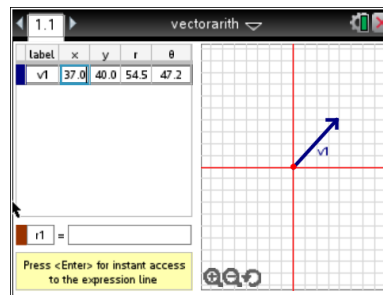 1.1 vectorarith
label x y r θ
v1 37.0 40.0 54.5 47.2
v1
r1 =
Press <Enter> for instant access
to the expression line